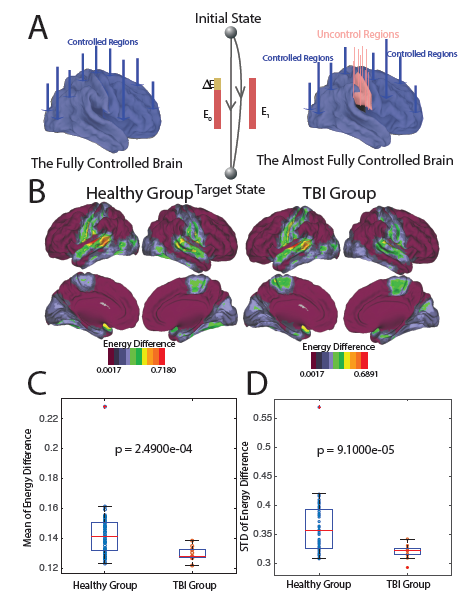 A
Initial State
Uncontrol Regions
Controlled Regions
Controlled Regions
Controlled Regions
ΔE
E₀
E₁
The Fully Controlled Brain
The Almost Fully Controlled Brain
Target State
B
Healthy Group
TBI Group
Energy Difference
0.0017
0.7180
Energy Difference
0.0017
0.6891
C
Mean of Energy Difference
0.22
0.2
0.18
0.16
0.14
0.12
p = 2.4900e-04
Healthy Group
TBI Group
D
STD of Energy Difference
0.55
0.5
0.45
0.4
0.35
0.3
p = 9.1000e-05
Healthy Group
TBI Group